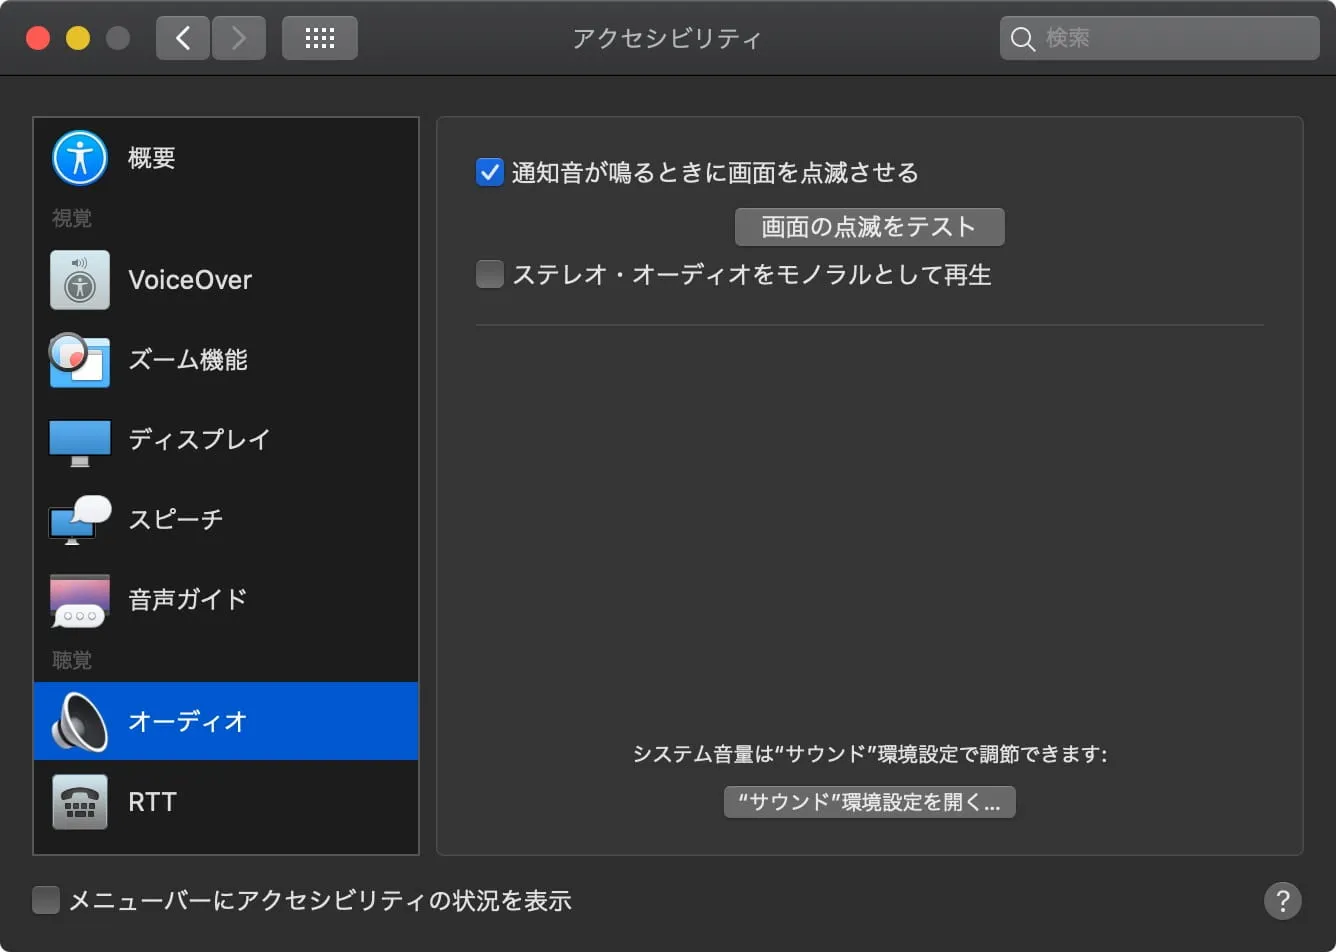 アクセシビリティ
検索
概要
視覚
VoiceOver
ズーム機能
ディスプレイ
スピーチ
音声ガイド
聴覚
オーディオ
RTT
通知音が鳴るときに画面を点滅させる
画面の点滅をテスト
ステレオ・オーディオをモノラルとして再生
システム音量は“サウンド”環境設定で調節できます:
“サウンド”環境設定を開く...
メニューバーにアクセシビリティの状況を表示
?